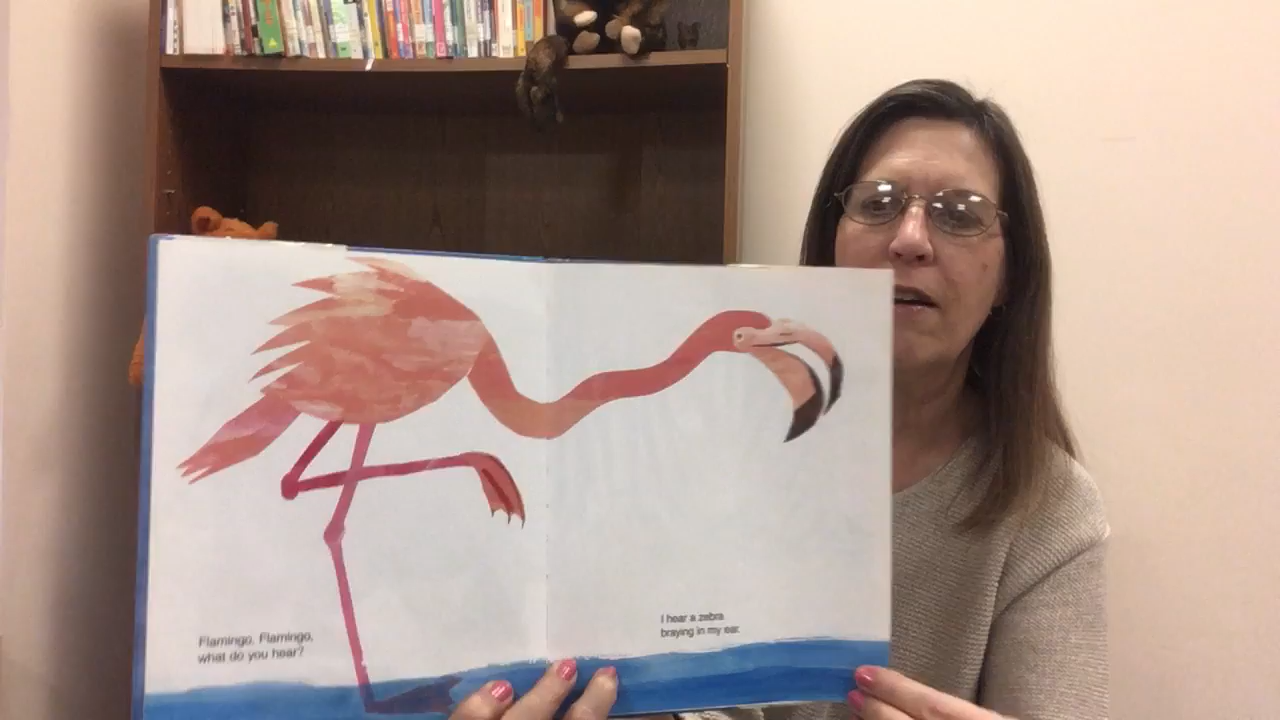 Flamingo, Flamingo,
what do you hear?
I hear a zebra
braying in my ear.